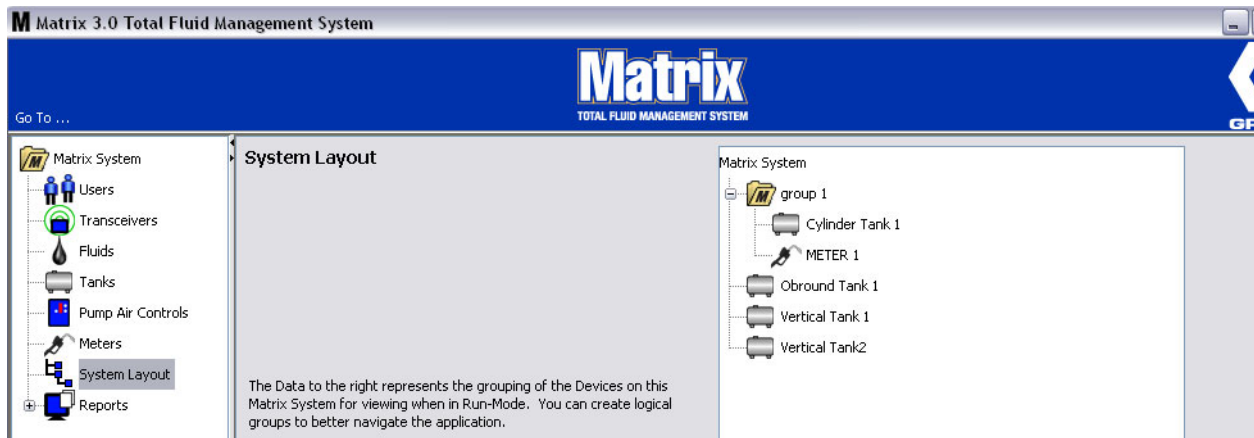 Matrix 3.0 Total Fluid Management System
Matrix
TOTAL FLUID MANAGEMENT SYSTEM
Go To ...
Matrix System
Users
Transceivers
Fluids
Tanks
Pump Air Controls
Meters
System Layout
Reports
System Layout
The Data to the right represents the grouping of the Devices on this
Matrix System for viewing when in Run-Mode. You can create logical
groups to better navigate the application.
Matrix System
group 1
Cylinder Tank 1
METER 1
Obround Tank 1
Vertical Tank 1
Vertical Tank2